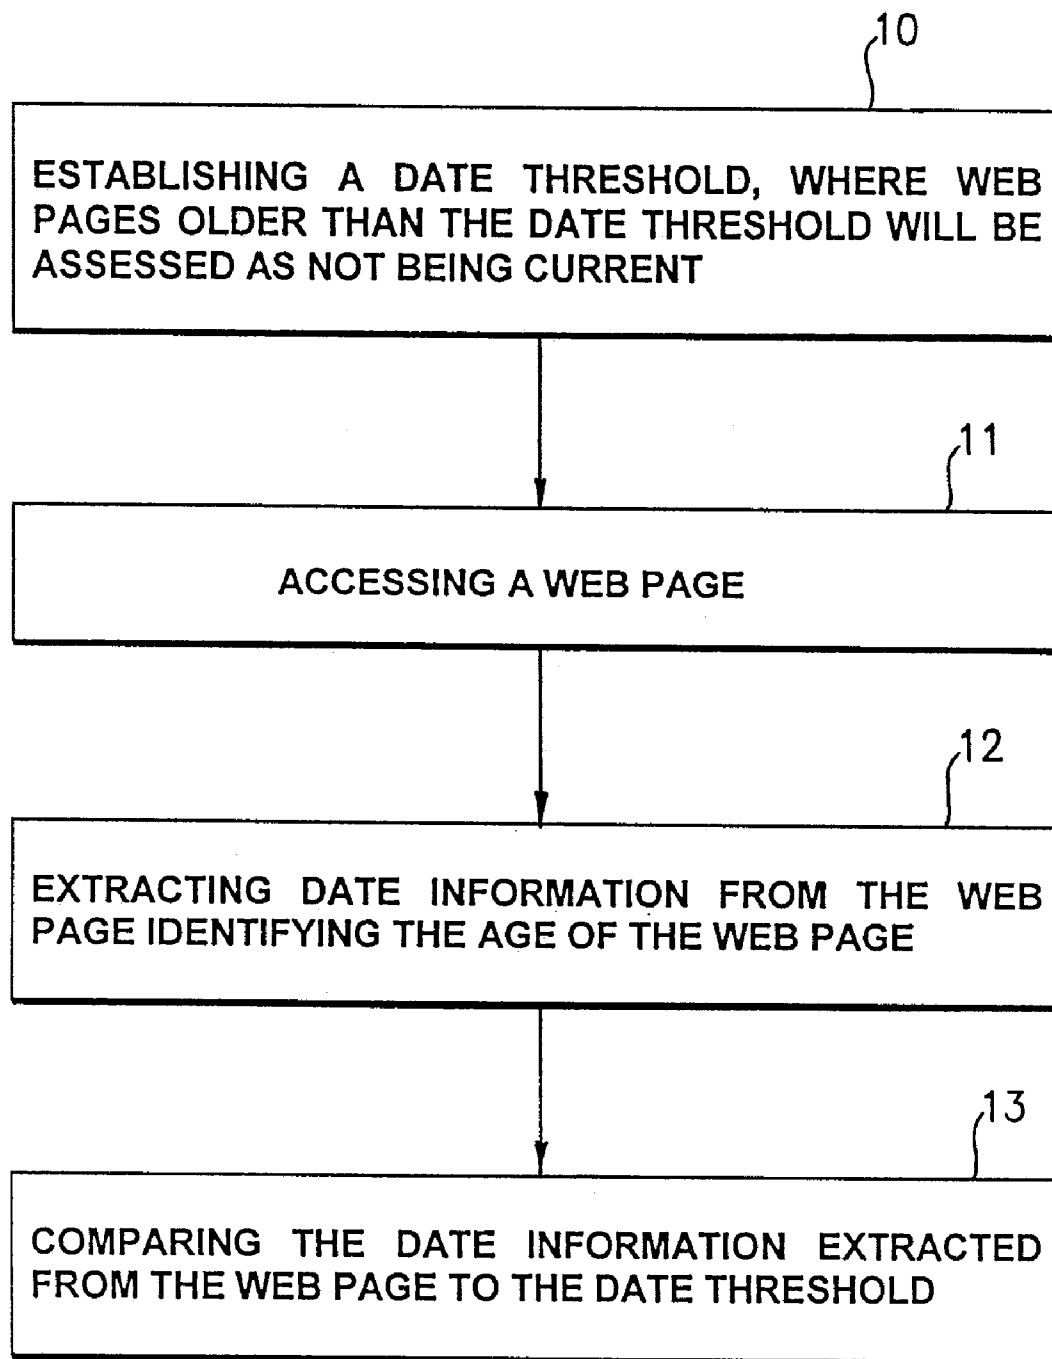 10
ESTABLISHING A DATE THRESHOLD, WHERE WEB
PAGES OLDER THAN THE DATE THRESHOLD WILL BE
ASSESSED AS NOT BEING CURRENT
11
ACCESSING A WEB PAGE
12
EXTRACTING DATE INFORMATION FROM THE WEB
PAGE IDENTIFYING THE AGE OF THE WEB PAGE
13
COMPARING THE DATE INFORMATION EXTRACTED
FROM THE WEB PAGE TO THE DATE THRESHOLD